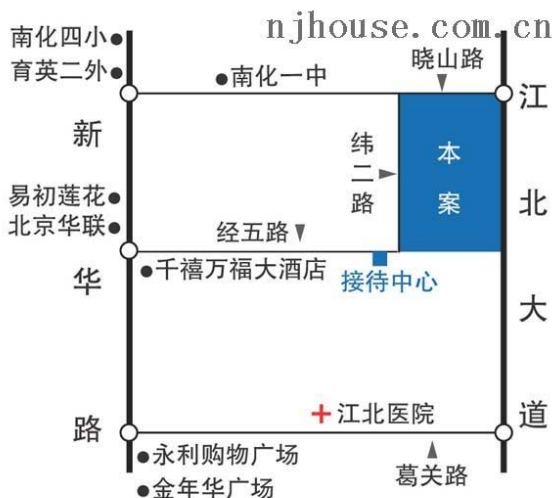 njhouse.com.cn
南化四小
育英二外
晓山路
南化一中
江北大道
新华路
纬二路
本案
易初莲花
北京华联
经五路
千禧万福大酒店
接待中心
江北医院
永利购物广场
葛关路
金年华广场